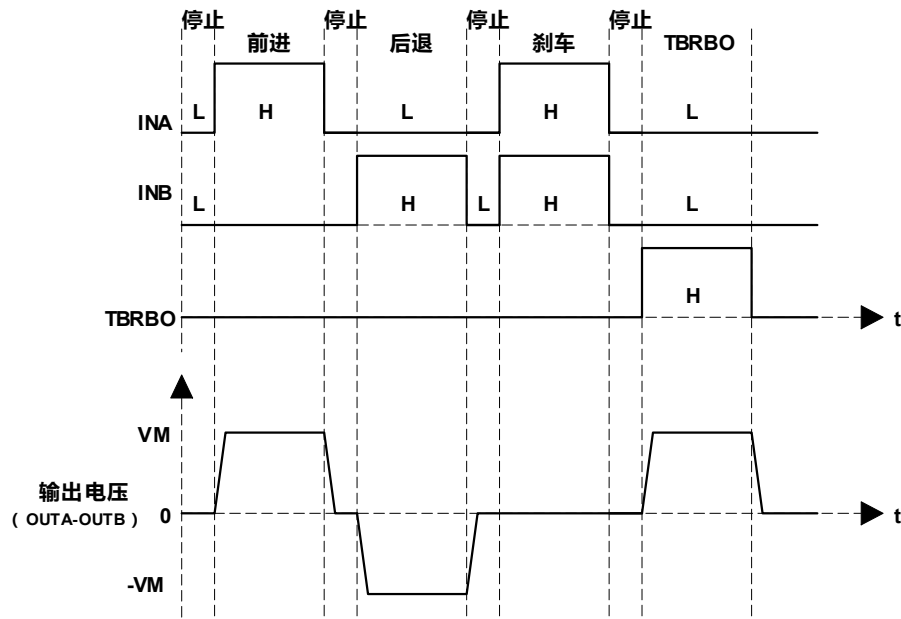 停止 停止 停止 停止
前进 后退 刹车 TBRBO
L H L H L
INA
INB
L H L H L
H
TBRBO t
VM
输出电压
( OUTA-OUTB ) 0 t
-VM